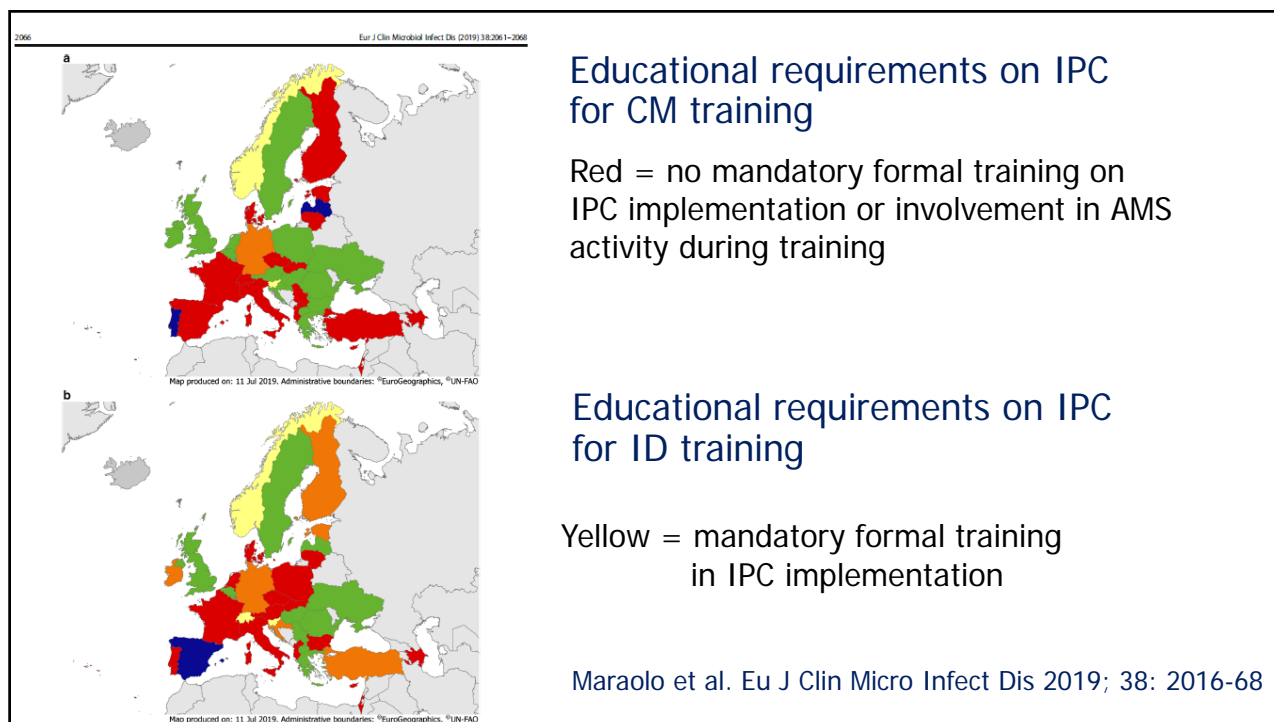 2066
Eur J Clin Microbiol Infect Dis (2019) 38:2061–2068
a
Educational requirements on IPC
for CM training
Red = no mandatory formal training on
IPC implementation or involvement in AMS
activity during training
Map produced on: 11 Jul 2019. Administrative boundaries: ©EuroGeographics, ©UN-FAO
b
Educational requirements on IPC
for ID training
Yellow = mandatory formal training
in IPC implementation
Maraolo et al. Eu J Clin Micro Infect Dis 2019; 38: 2016-68
Map produced on: 11 Jul 2019. Administrative boundaries: ©EuroGeographics, ©UN-FAO